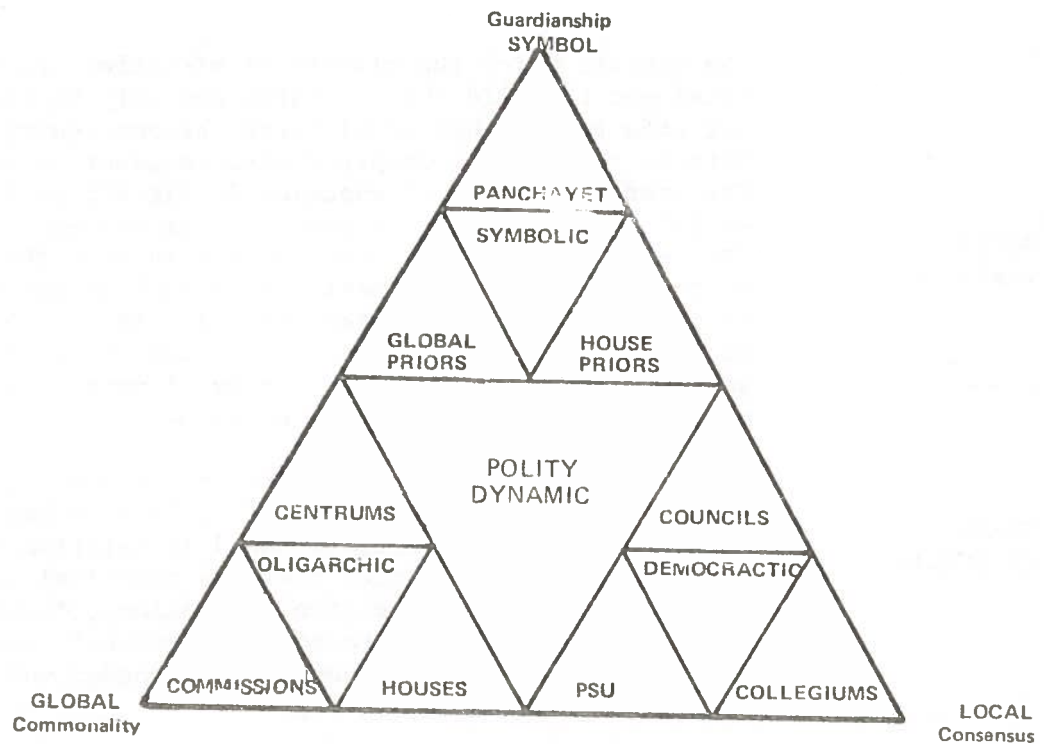 Guardianship
SYMBOL
PANCHAYET
SYMBOLIC
GLOBAL
PRIORS
HOUSE
PRIORS
POLITY
DYNAMIC
CENTRUMS
COUNCILS
OLIGARCHIC
DEMOCRACTIC
COMMISSIONS
HOUSES
PSU
COLLEGIUMS
GLOBAL
Commonality
LOCAL
Consensus